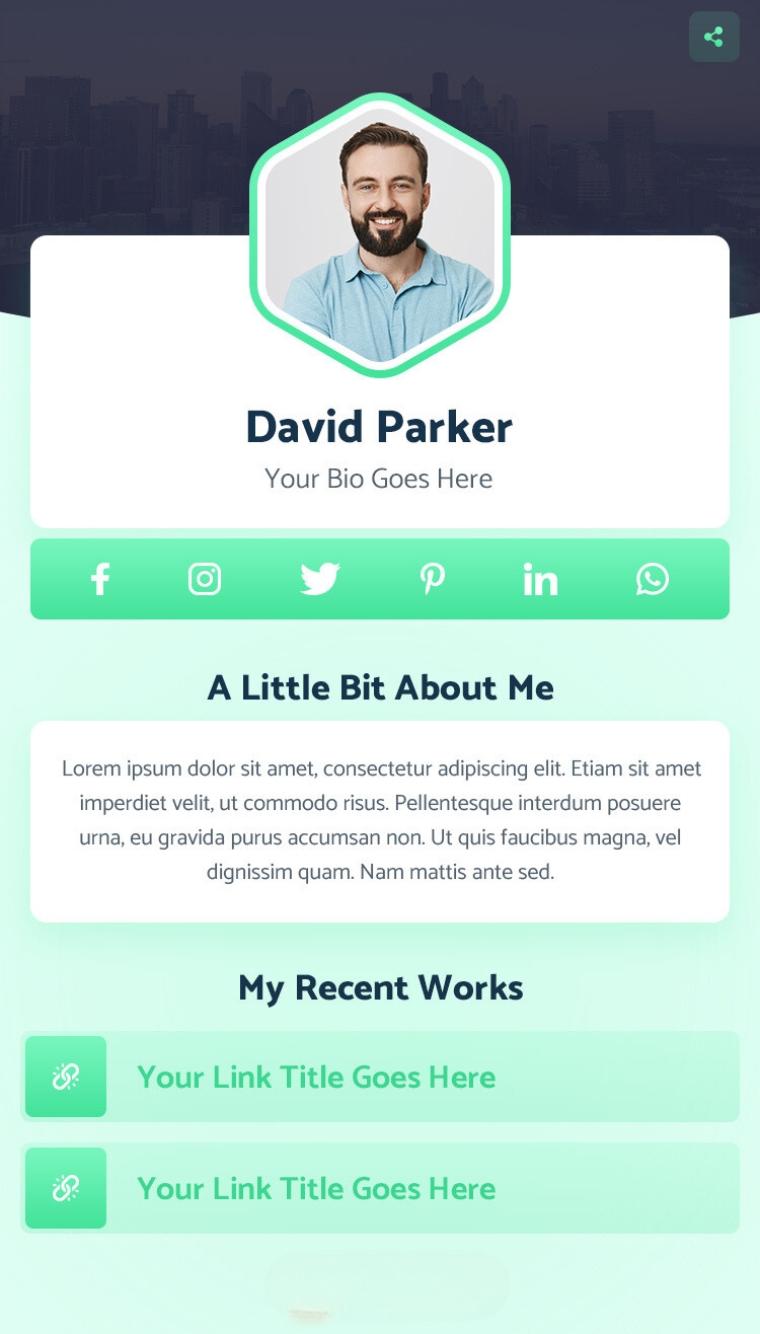 David Parker
Your Bio Goes Here
A Little Bit About Me
Lorem ipsum dolor sit amet, consectetur adipiscing elit. Etiam sit amet
imperdiet velit, ut commodo risus. Pellentesque interdum posuere
urna, eu gravida purus accumsan non. Ut quis faucibus magna, vel
dignissim quam. Nam mattis ante sed.
My Recent Works
Your Link Title Goes Here
Your Link Title Goes Here